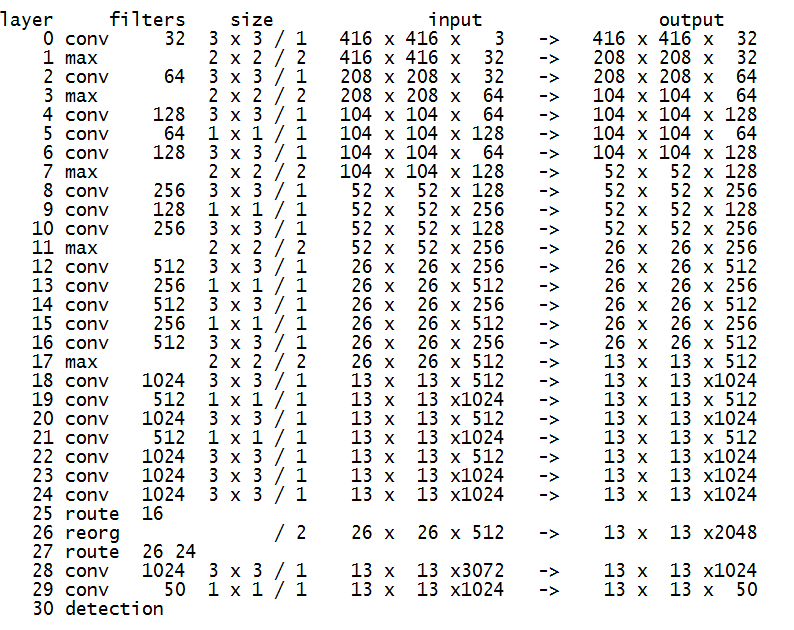 layer     filters    size              input                output
    0 conv     32  3 x 3 / 1   416 x 416 x   3   ->   416 x 416 x  32
    1 max          2 x 2 / 2   416 x 416 x  32   ->   208 x 208 x  32
    2 conv     64  3 x 3 / 1   208 x 208 x  32   ->   208 x 208 x  64
    3 max          2 x 2 / 2   208 x 208 x  64   ->   104 x 104 x  64
    4 conv    128  3 x 3 / 1   104 x 104 x  64   ->   104 x 104 x 128
    5 conv     64  1 x 1 / 1   104 x 104 x 128   ->   104 x 104 x  64
    6 conv    128  3 x 3 / 1   104 x 104 x  64   ->   104 x 104 x 128
    7 max          2 x 2 / 2   104 x 104 x 128   ->    52 x  52 x 128
    8 conv    256  3 x 3 / 1    52 x  52 x 128   ->    52 x  52 x 256
    9 conv    128  1 x 1 / 1    52 x  52 x 256   ->    52 x  52 x 128
   10 conv    256  3 x 3 / 1    52 x  52 x 128   ->    52 x  52 x 256
   11 max          2 x 2 / 2    52 x  52 x 256   ->    26 x  26 x 256
   12 conv    512  3 x 3 / 1    26 x  26 x 256   ->    26 x  26 x 512
   13 conv    256  1 x 1 / 1    26 x  26 x 512   ->    26 x  26 x 256
   14 conv    512  3 x 3 / 1    26 x  26 x 256   ->    26 x  26 x 512
   15 conv    256  1 x 1 / 1    26 x  26 x 512   ->    26 x  26 x 256
   16 conv    512  3 x 3 / 1    26 x  26 x 256   ->    26 x  26 x 512
   17 max          2 x 2 / 2    26 x  26 x 512   ->    13 x  13 x 512
   18 conv   1024  3 x 3 / 1    13 x  13 x 512   ->    13 x  13 x1024
   19 conv    512  1 x 1 / 1    13 x  13 x1024   ->    13 x  13 x 512
   20 conv   1024  3 x 3 / 1    13 x  13 x 512   ->    13 x  13 x1024
   21 conv    512  1 x 1 / 1    13 x  13 x1024   ->    13 x  13 x 512
   22 conv   1024  3 x 3 / 1    13 x  13 x 512   ->    13 x  13 x1024
   23 conv   1024  3 x 3 / 1    13 x  13 x1024   ->    13 x  13 x1024
   24 conv   1024  3 x 3 / 1    13 x  13 x1024   ->    13 x  13 x1024
   25 route  16
   26 reorg              / 2    26 x  26 x 512   ->    13 x  13 x2048
   27 route  26 24
   28 conv   1024  3 x 3 / 1    13 x  13 x3072   ->    13 x  13 x1024
   29 conv     50  1 x 1 / 1    13 x  13 x1024   ->    13 x  13 x  50
   30 detection